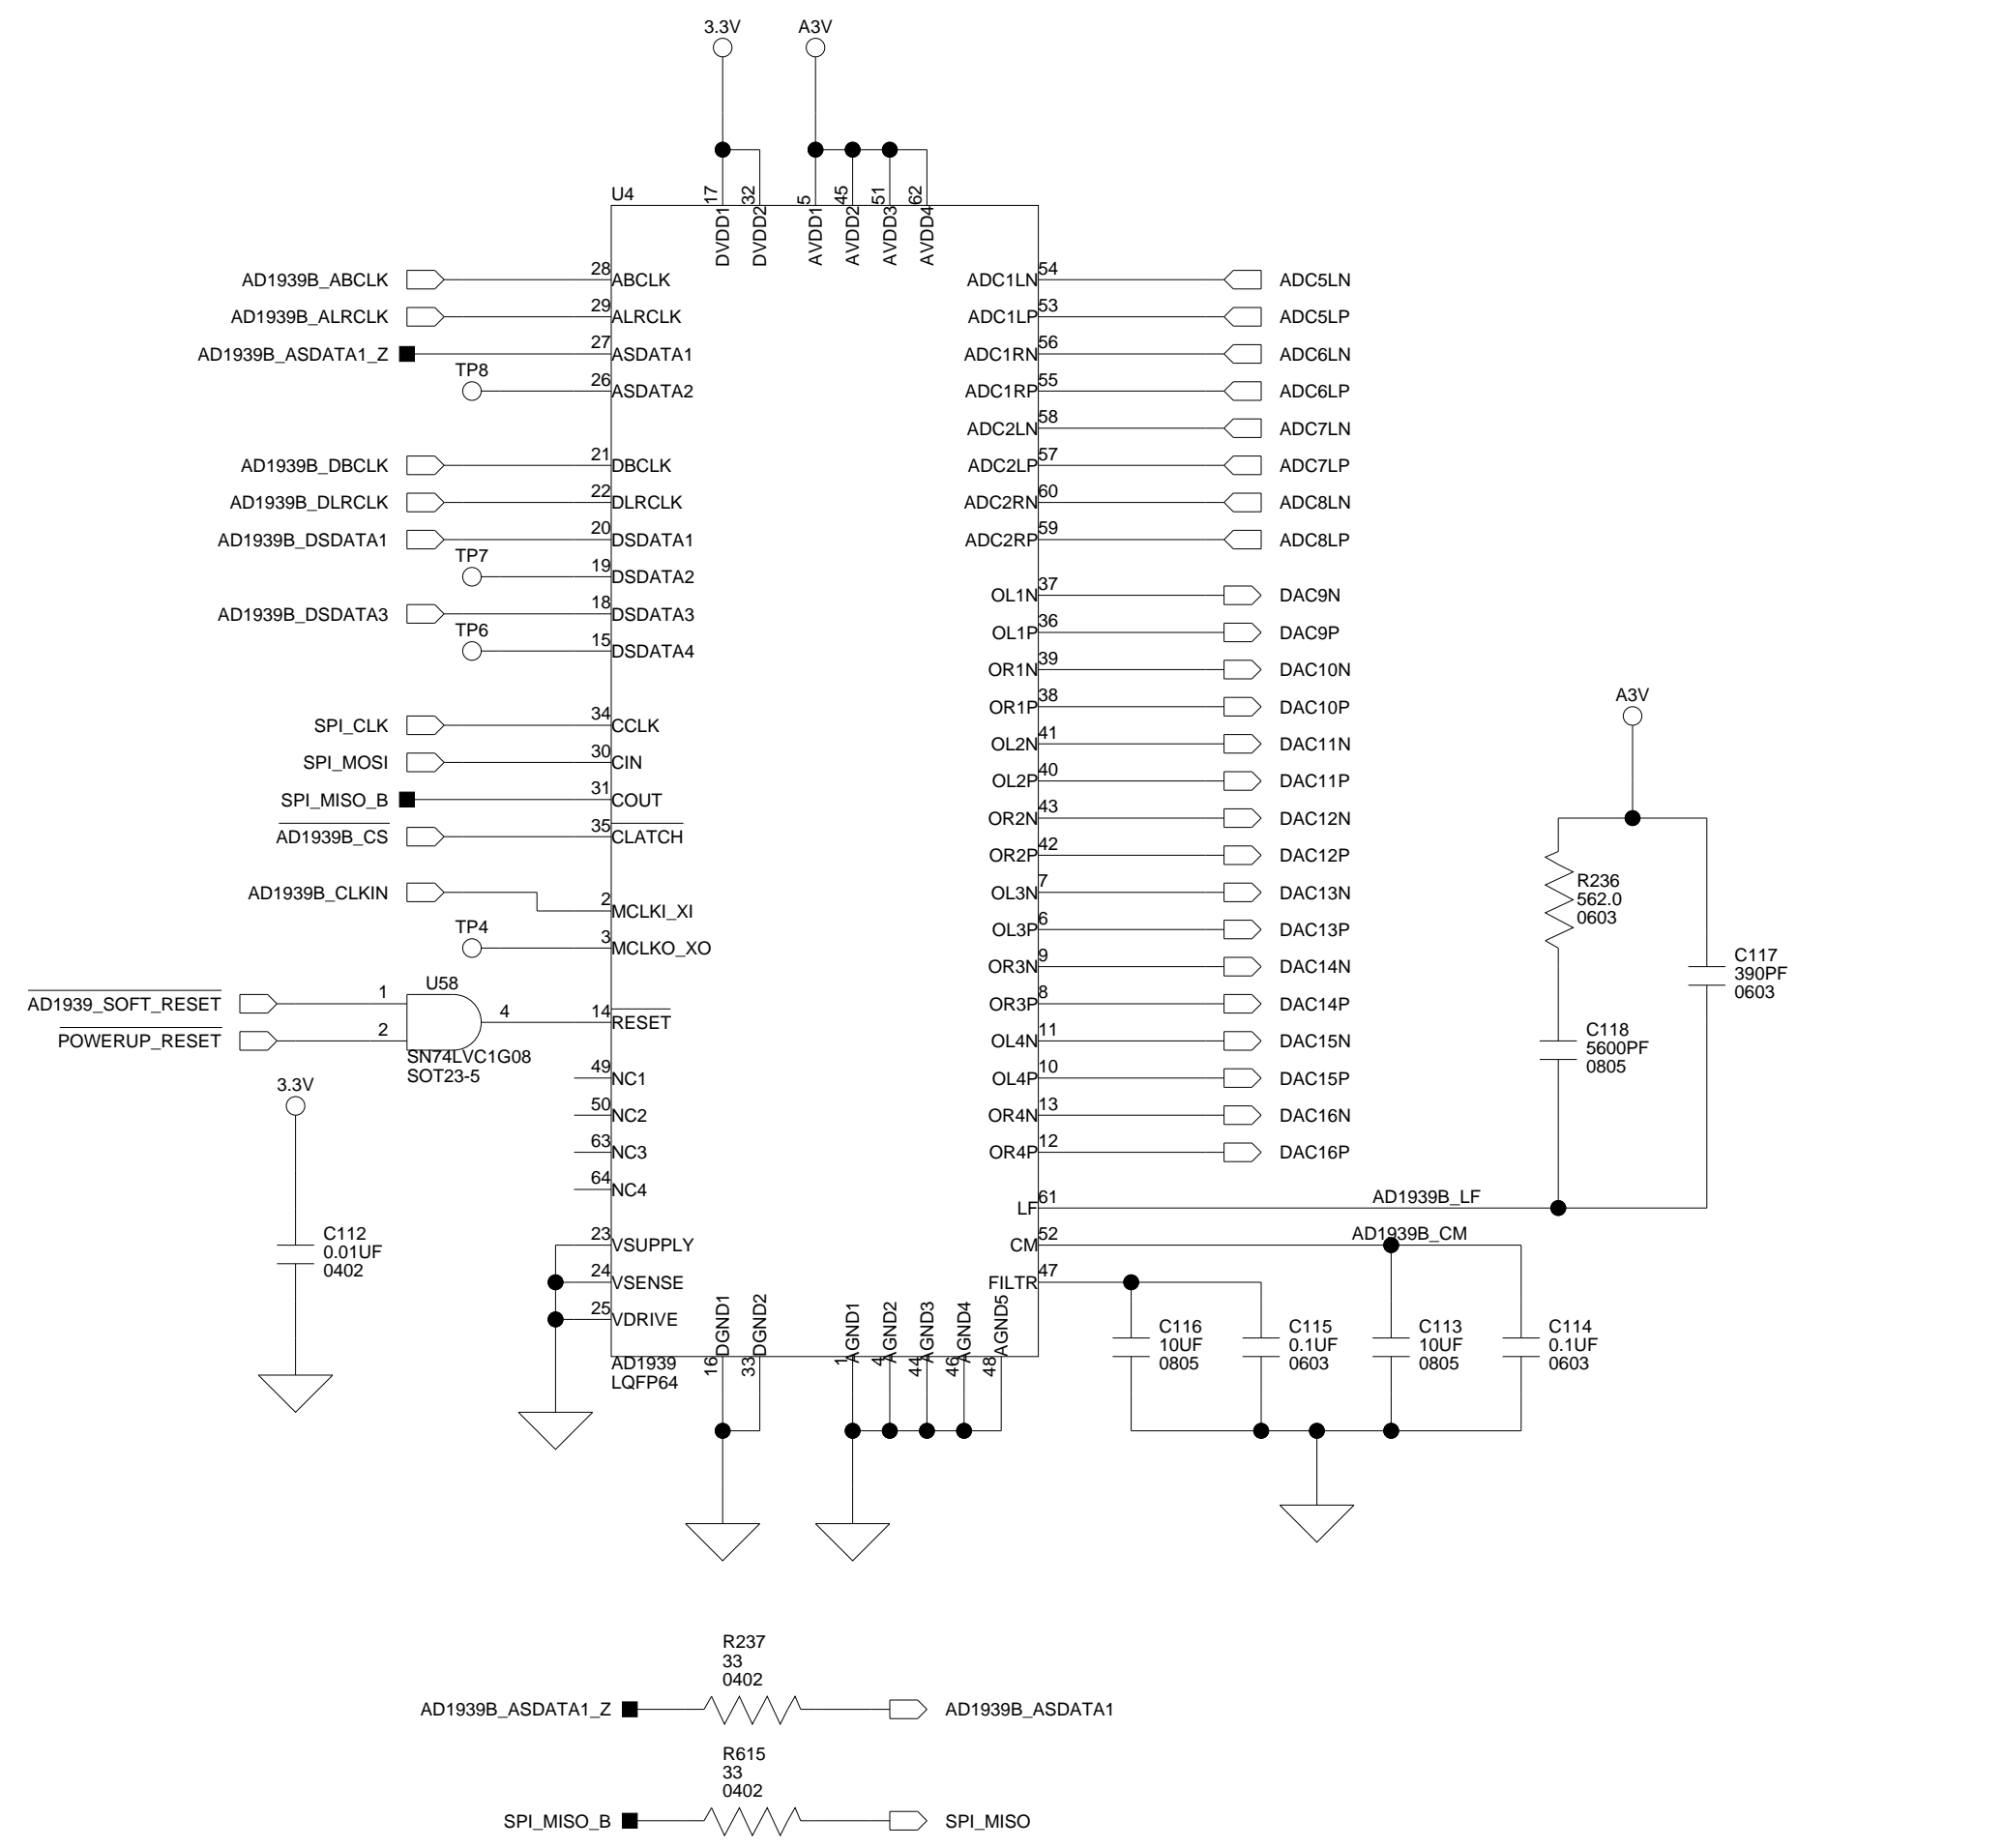 3.3V
A3V
U4
17
32
5
45
51
62
DVDD1
DVDD2
AVDD1
AVDD2
AVDD3
AVDD4
AD1939B_ABCLK 28 ABCLK
AD1939B_ALRCLK 29 ALRCLK
AD1939B_ASDATA1_Z 27 ASDATA1
TP8
26 ASDATA2
AD1939B_DBCLK 21 DBCLK
AD1939B_DLRCLK 22 DLRCLK
AD1939B_DSDATA1 20 DSDATA1
TP7
19 DSDATA2
AD1939B_DSDATA3 18 DSDATA3
TP6
15 DSDATA4
SPI_CLK 34 CCLK
SPI_MOSI 30 CIN
SPI_MISO_B 31 COUT
AD1939B_CS 35 CLATCH
AD1939B_CLKIN 2 MCLKI_XI
TP4
3 MCLKO_XO
U58
AD1939_SOFT_RESET 1
4 14 RESET
POWERUP_RESET 2
SN74LVC1G08
SOT23-5
49 NC1
50 NC2
63 NC3
64 NC4
3.3V
C112
0.01UF
0402
23 VSUPPLY
24 VSENSE
25 VDRIVE
AD1939
LQFP64
DGND1
DGND2
AGND1
AGND2
AGND3
AGND4
AGND5
16
33
1
4
44
46
48
ADC1LN 54 ADC5LN
ADC1LP 53 ADC5LP
ADC1RN 56 ADC6LN
ADC1RP 55 ADC6LP
ADC2LN 58 ADC7LN
ADC2LP 57 ADC7LP
ADC2RN 60 ADC8LN
ADC2RP 59 ADC8LP
OL1N 37 DAC9N
OL1P 36 DAC9P
OR1N 39 DAC10N
OR1P 38 DAC10P
OL2N 41 DAC11N
OL2P 40 DAC11P
OR2N 43 DAC12N
OR2P 42 DAC12P
OL3N 7 DAC13N
OL3P 6 DAC13P
OR3N 9 DAC14N
OR3P 8 DAC14P
OL4N 11 DAC15N
OL4P 10 DAC15P
OR4N 13 DAC16N
OR4P 12 DAC16P
LF 61 AD1939B_LF
CM 52 AD1939B_CM
FILTR 47
A3V
R236
562.0
0603
C117
390PF
0603
C118
5600PF
0805
C116
10UF
0805
C115
0.1UF
0603
C113
10UF
0805
C114
0.1UF
0603
R237
33
0402
AD1939B_ASDATA1_Z AD1939B_ASDATA1
R615
33
0402
SPI_MISO_B SPI_MISO